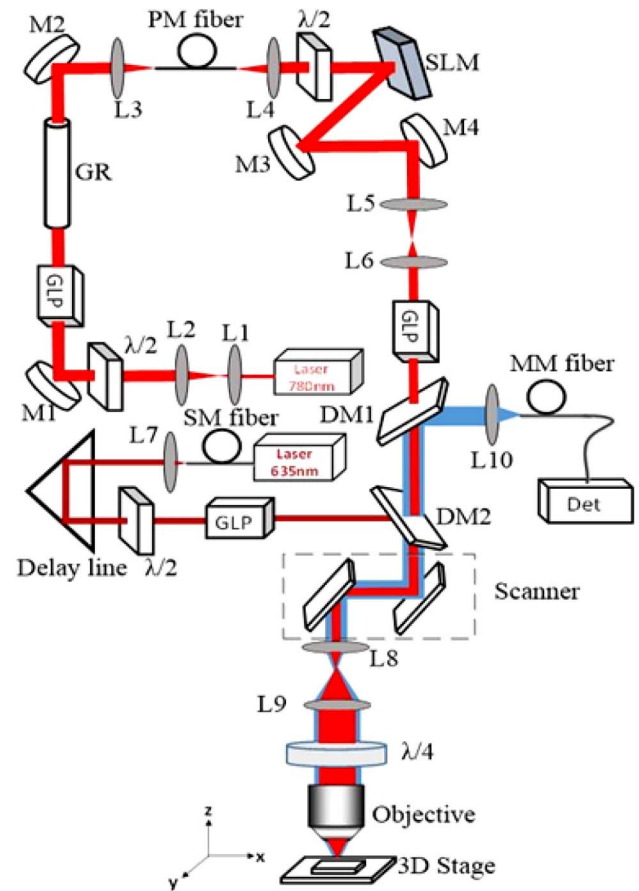 M2
PM fiber
λ/2
SLM
L3
L4
M3
M4
GR
L5
L6
GLP
GLP
λ/2
L2
L1
Laser
780nm
M1
SM fiber
DM1
MM fiber
L7
Laser
635nm
L10
Det
GLP
DM2
Delay line
λ/2
Scanner
L8
L9
λ/4
Objective
3D Stage
z
x
y